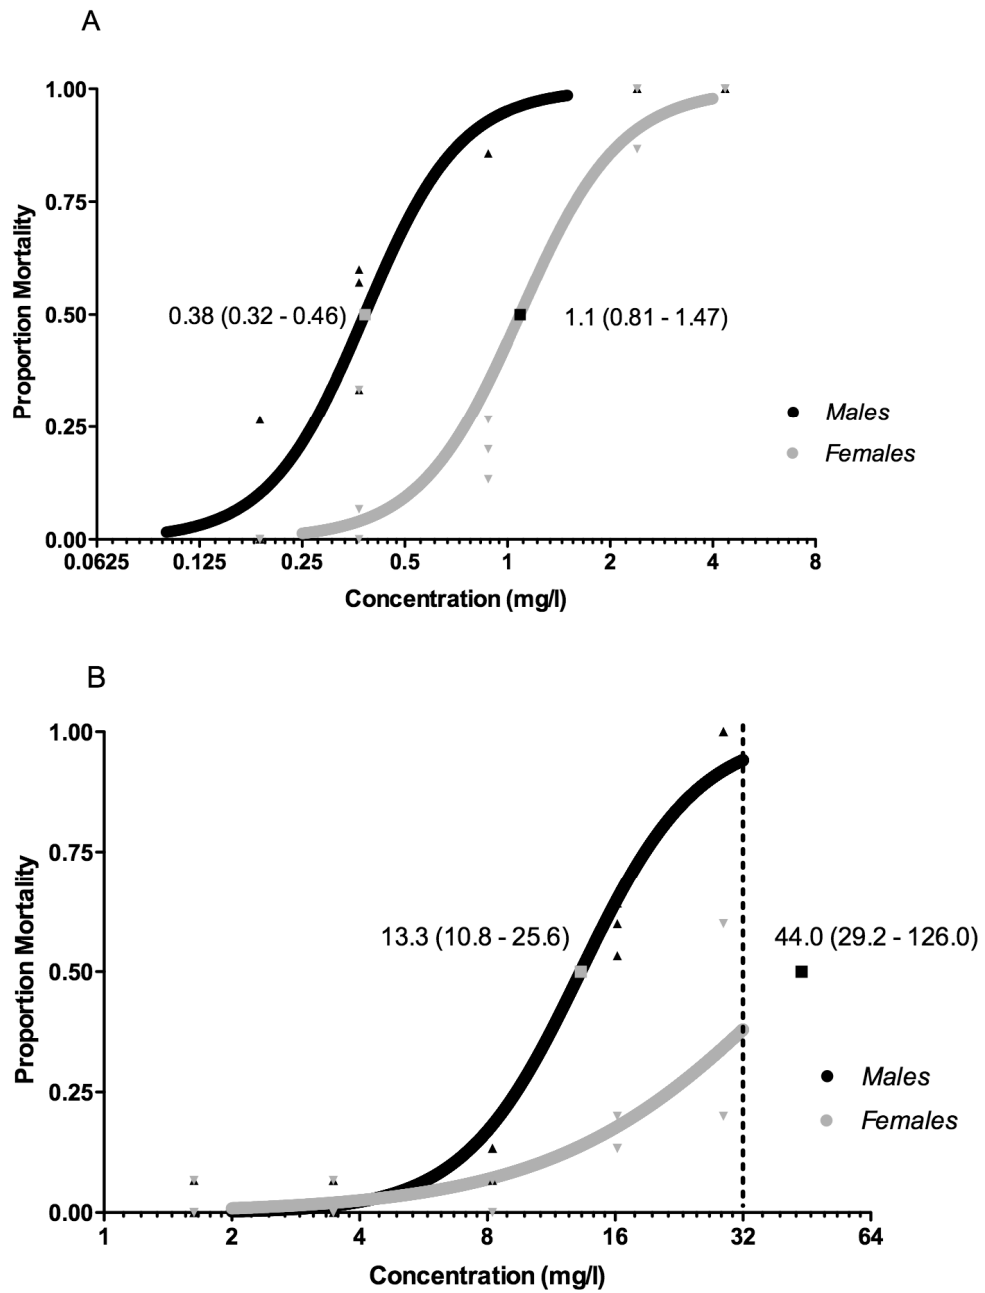 A
1.00
0.75
Proportion Mortality
0.50
0.38 (0.32 - 0.46)
1.1 (0.81 - 1.47)
Males
0.25
Females
0.00
0.0625 0.125 0.25 0.5 1 2 4 8
Concentration (mg/l)
B
1.00
0.75
Proportion Mortality
13.3 (10.8 - 25.6)
44.0 (29.2 - 126.0)
0.50
Males
0.25
Females
0.00
1 2 4 8 16 32 64
Concentration (mg/l)